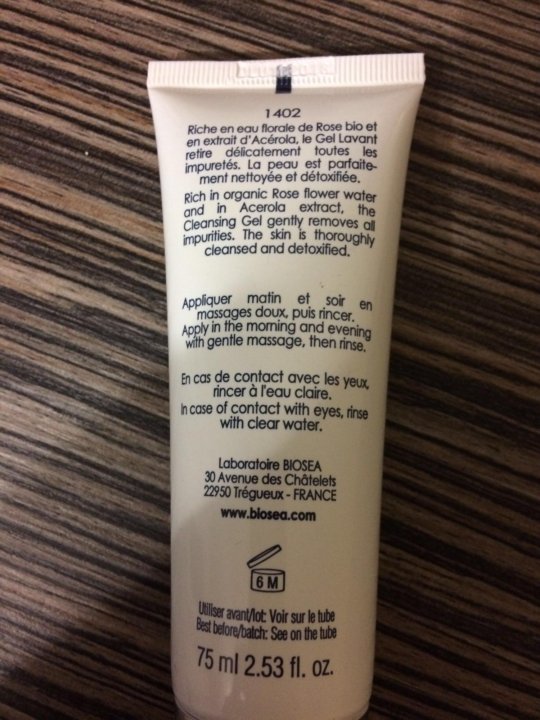 1402
Riche en eau florale de Rose bio et
en extrait d'Acérola, le Gel Lavant
retire délicatement toutes les
impuretés. La peau est parfaite-
ment nettoyée et détoxifiée.
Rich in organic Rose flower water
and in Acerola extract, the
Cleansing Gel gently removes all
impurities. The skin is thoroughly
cleansed and detoxified.
Appliquer matin et soir en
massages doux, puis rincer.
Apply in the morning and evening
with gentle massage, then rinse.
En cas de contact avec les yeux,
rincer à l'eau claire.
In case of contact with eyes, rinse
with clear water.
Laboratoire BIOSEA
30 Avenue des Châtelets
22950 Trégueux - FRANCE
www.biosea.com
6 M
Utiliser avant/lot: Voir sur le tube
Best before/batch: See on the tube
75 ml 2.53 fl. oz.